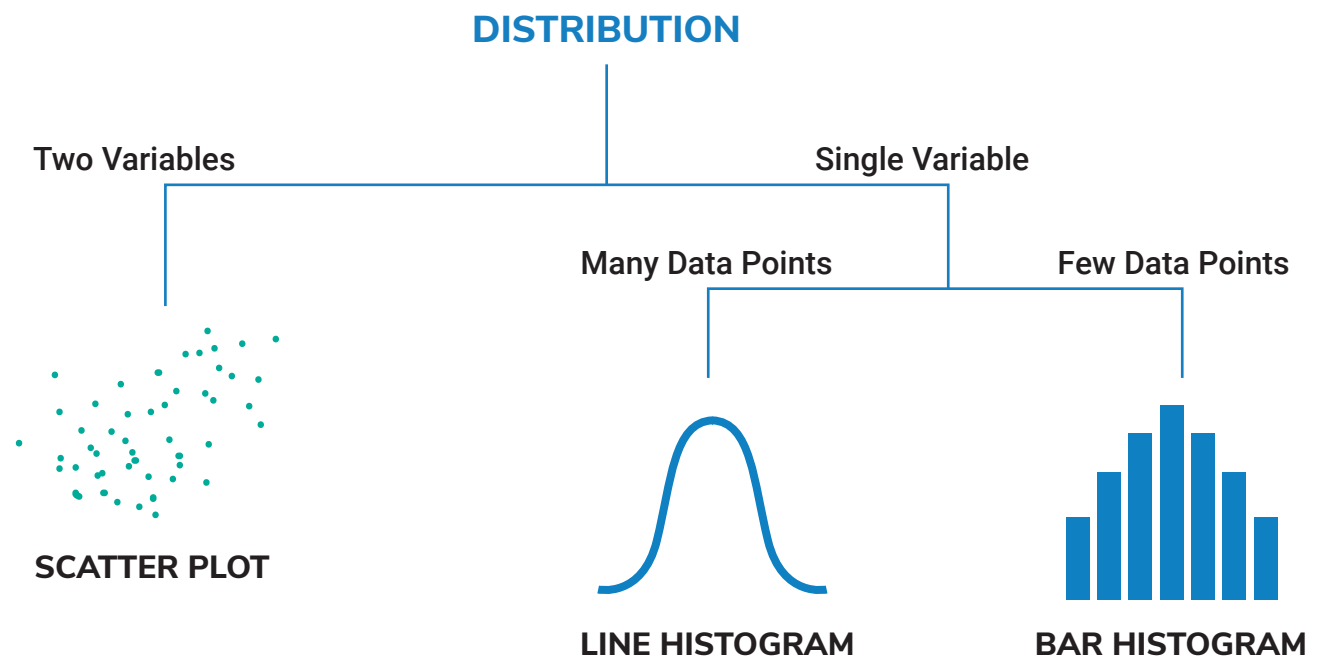 DISTRIBUTION
Two Variables
Single Variable
Many Data Points
Few Data Points
SCATTER PLOT
LINE HISTOGRAM
BAR HISTOGRAM